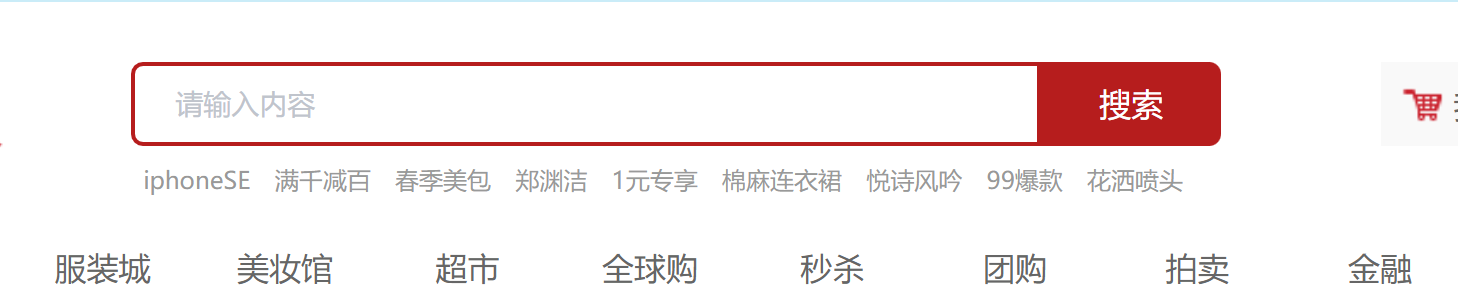 请输入内容 搜索
iphoneSE 满千减百 春季美包 郑渊洁 1元专享 棉麻连衣裙 悦诗风吟 99爆款 花洒喷头
服装城 美妆馆 超市 全球购 秒杀 团购 拍卖 金融